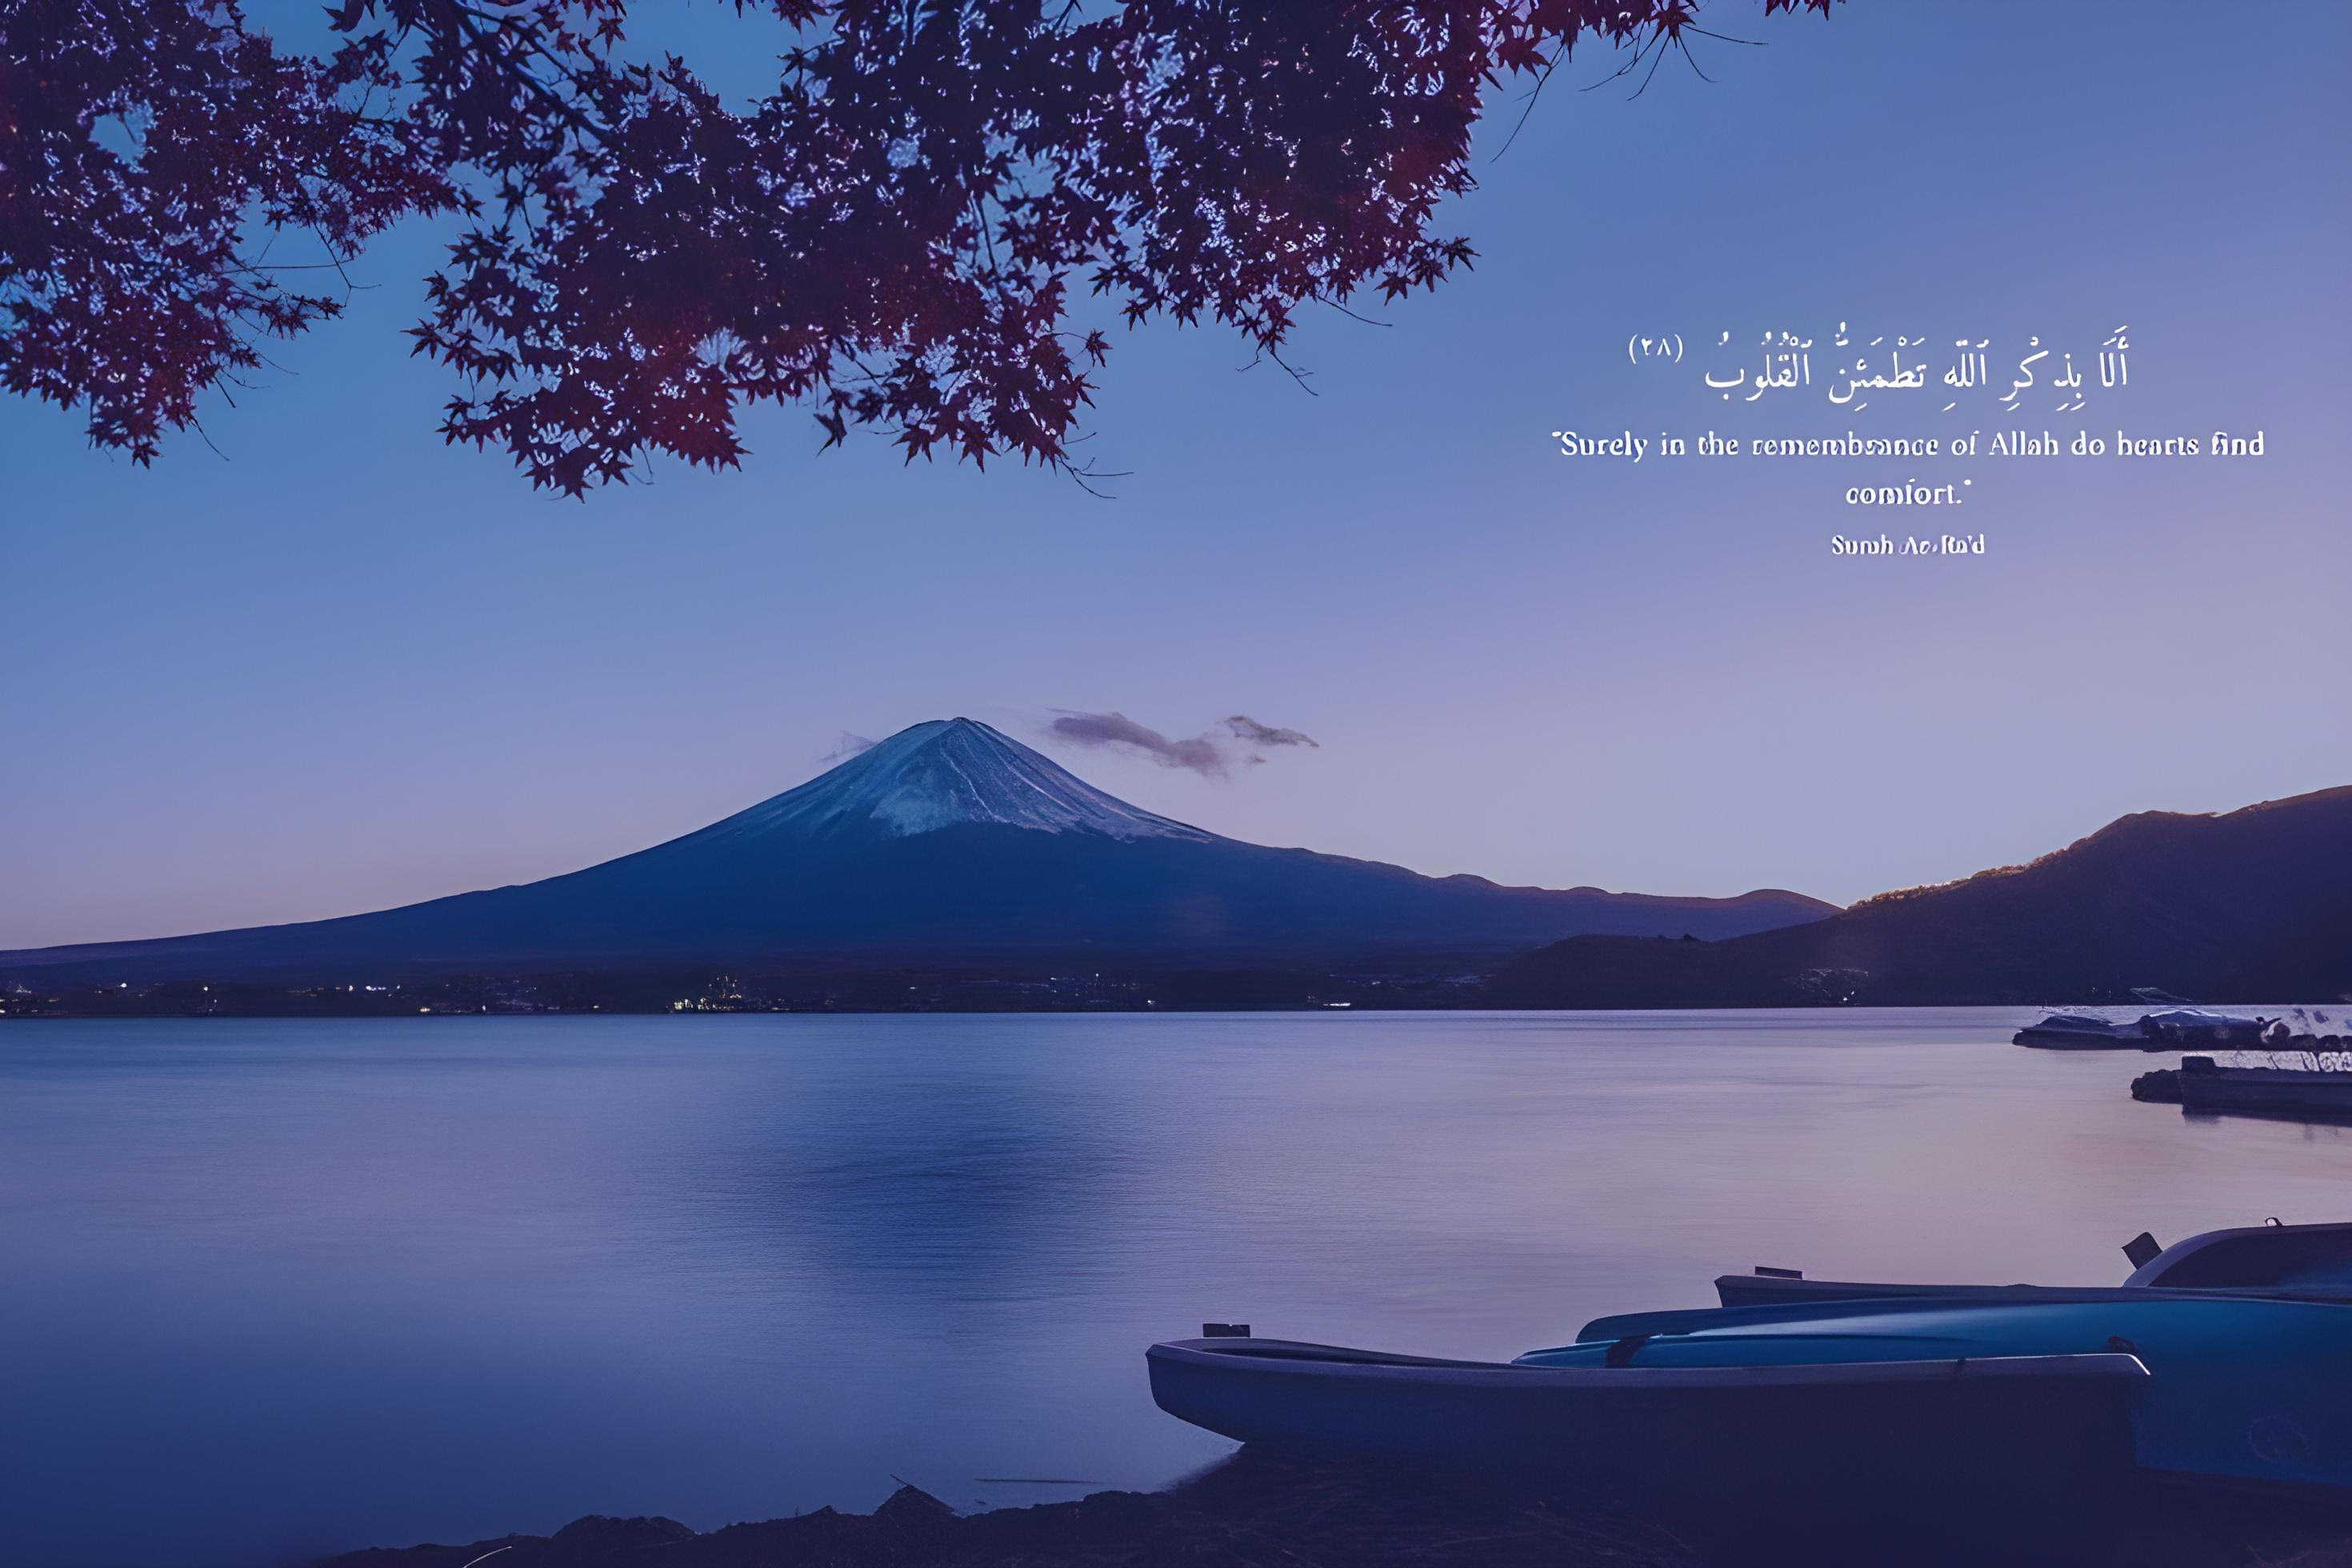 أَلَا بِذِكْرِ ٱللَّهِ تَطْمَئِنُّ ٱلْقُلُوبُ (٢٨)
"Surely in the remembrance of Allah do hearts find
comfort."
Surah Ar-Ra'd